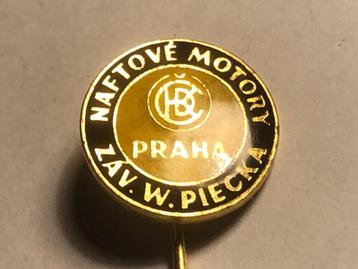 NAFTOVÉ MOTORY
ČKD
PRAHA
ZÁV. W. PIECKA